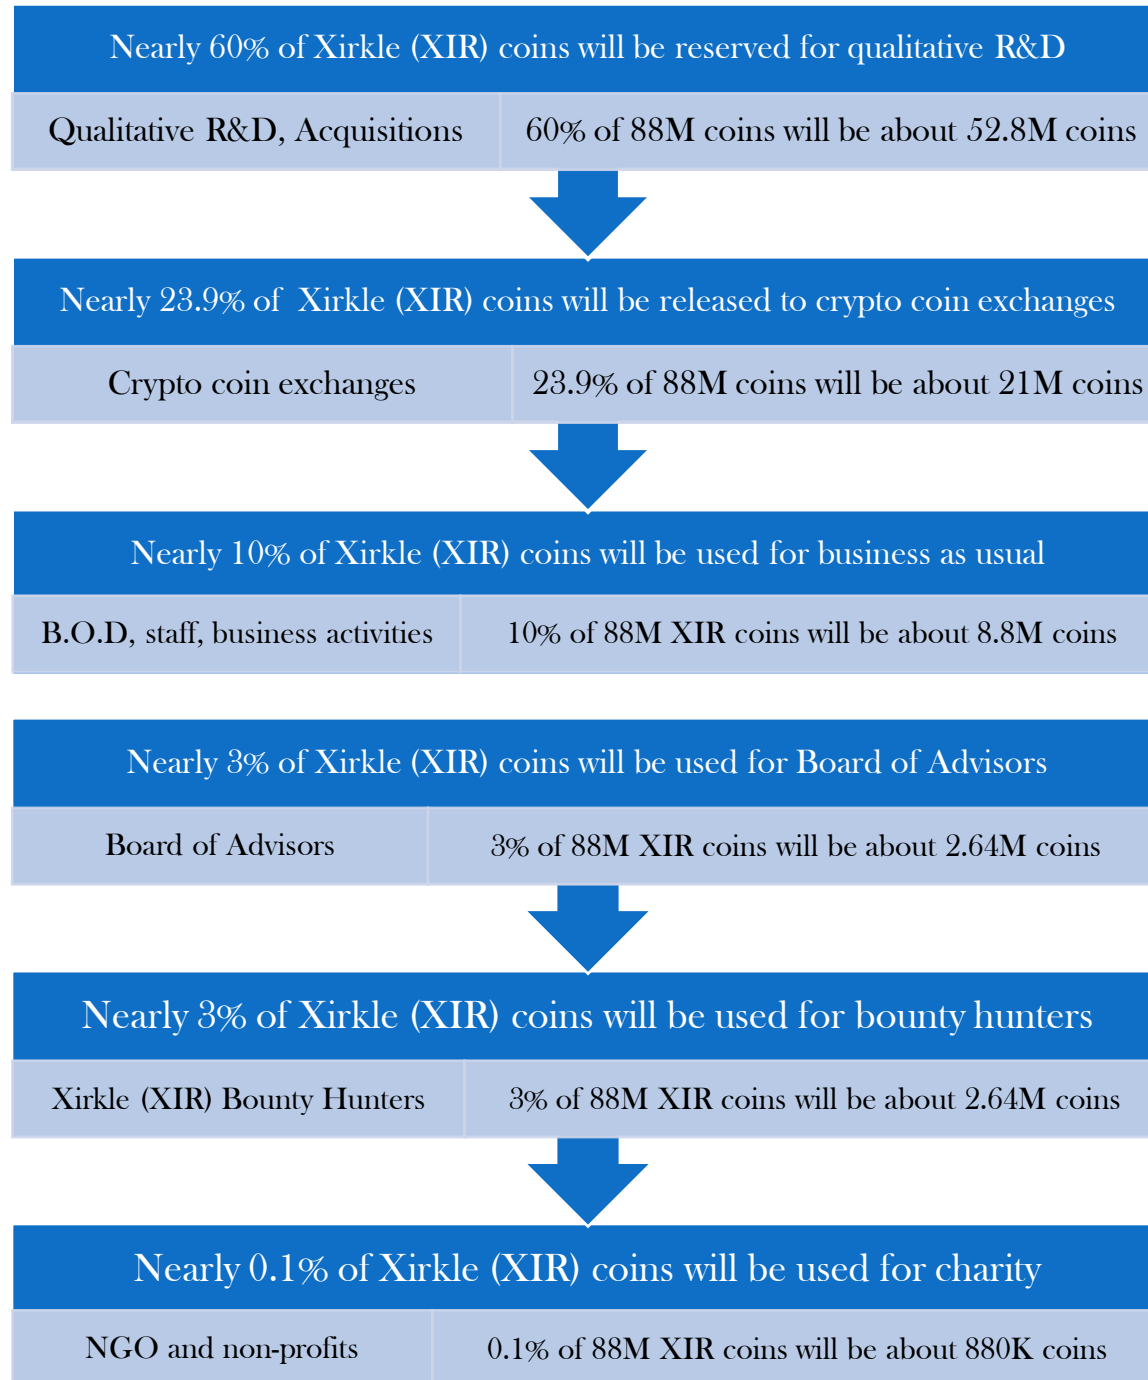 Nearly 60% of Xirkle (XIR) coins will be reserved for qualitative R&D
Qualitative R&D, Acquisitions
60% of 88M coins will be about 52.8M coins
Nearly 23.9% of Xirkle (XIR) coins will be released to crypto coin exchanges
Crypto coin exchanges
23.9% of 88M coins will be about 21M coins
Nearly 10% of Xirkle (XIR) coins will be used for business as usual
B.O.D, staff, business activities
10% of 88M XIR coins will be about 8.8M coins
Nearly 3% of Xirkle (XIR) coins will be used for Board of Advisors
Board of Advisors
3% of 88M XIR coins will be about 2.64M coins
Nearly 3% of Xirkle (XIR) coins will be used for bounty hunters
Xirkle (XIR) Bounty Hunters
3% of 88M XIR coins will be about 2.64M coins
Nearly 0.1% of Xirkle (XIR) coins will be used for charity
NGO and non-profits
0.1% of 88M XIR coins will be about 880K coins